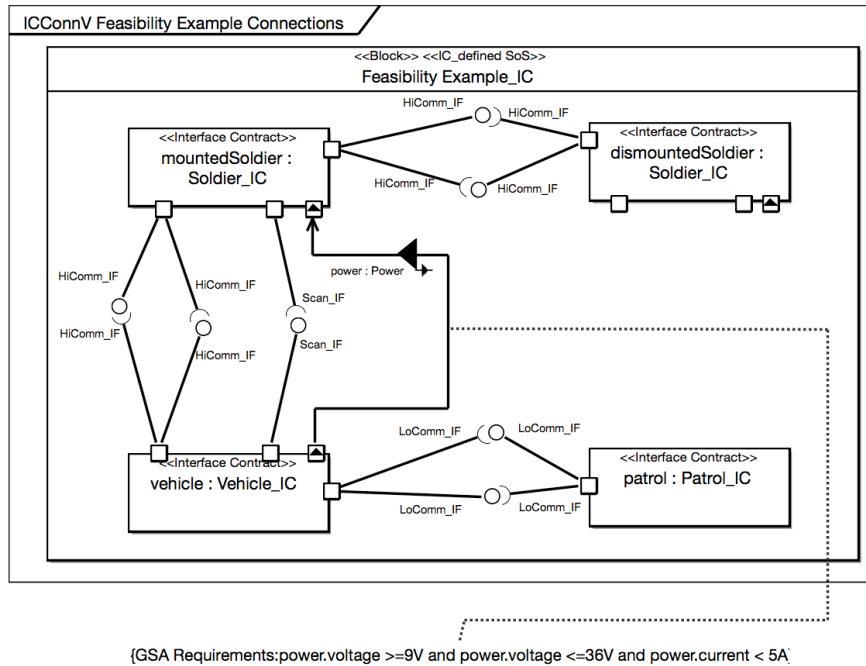 ICConnV Feasibility Example Connections
<<Block>> <<IC_defined SoS>>
Feasibility Example_IC
HiComm_IF
HiComm_IF
<<Interface Contract>>
mountedSoldier :
Soldier_IC
<<Interface Contract>>
dismountedSoldier :
Soldier_IC
HiComm_IF
HiComm_IF
power : Power
HiComm_IF
HiComm_IF
Scan_IF
HiComm_IF
HiComm_IF
Scan_IF
LoComm_IF
LoComm_IF
<<Interface Contract>>
vehicle : Vehicle_IC
<<Interface Contract>>
patrol : Patrol_IC
LoComm_IF
LoComm_IF
{GSA Requirements:power.voltage >=9V and power.voltage <=36V and power.current < 5A}